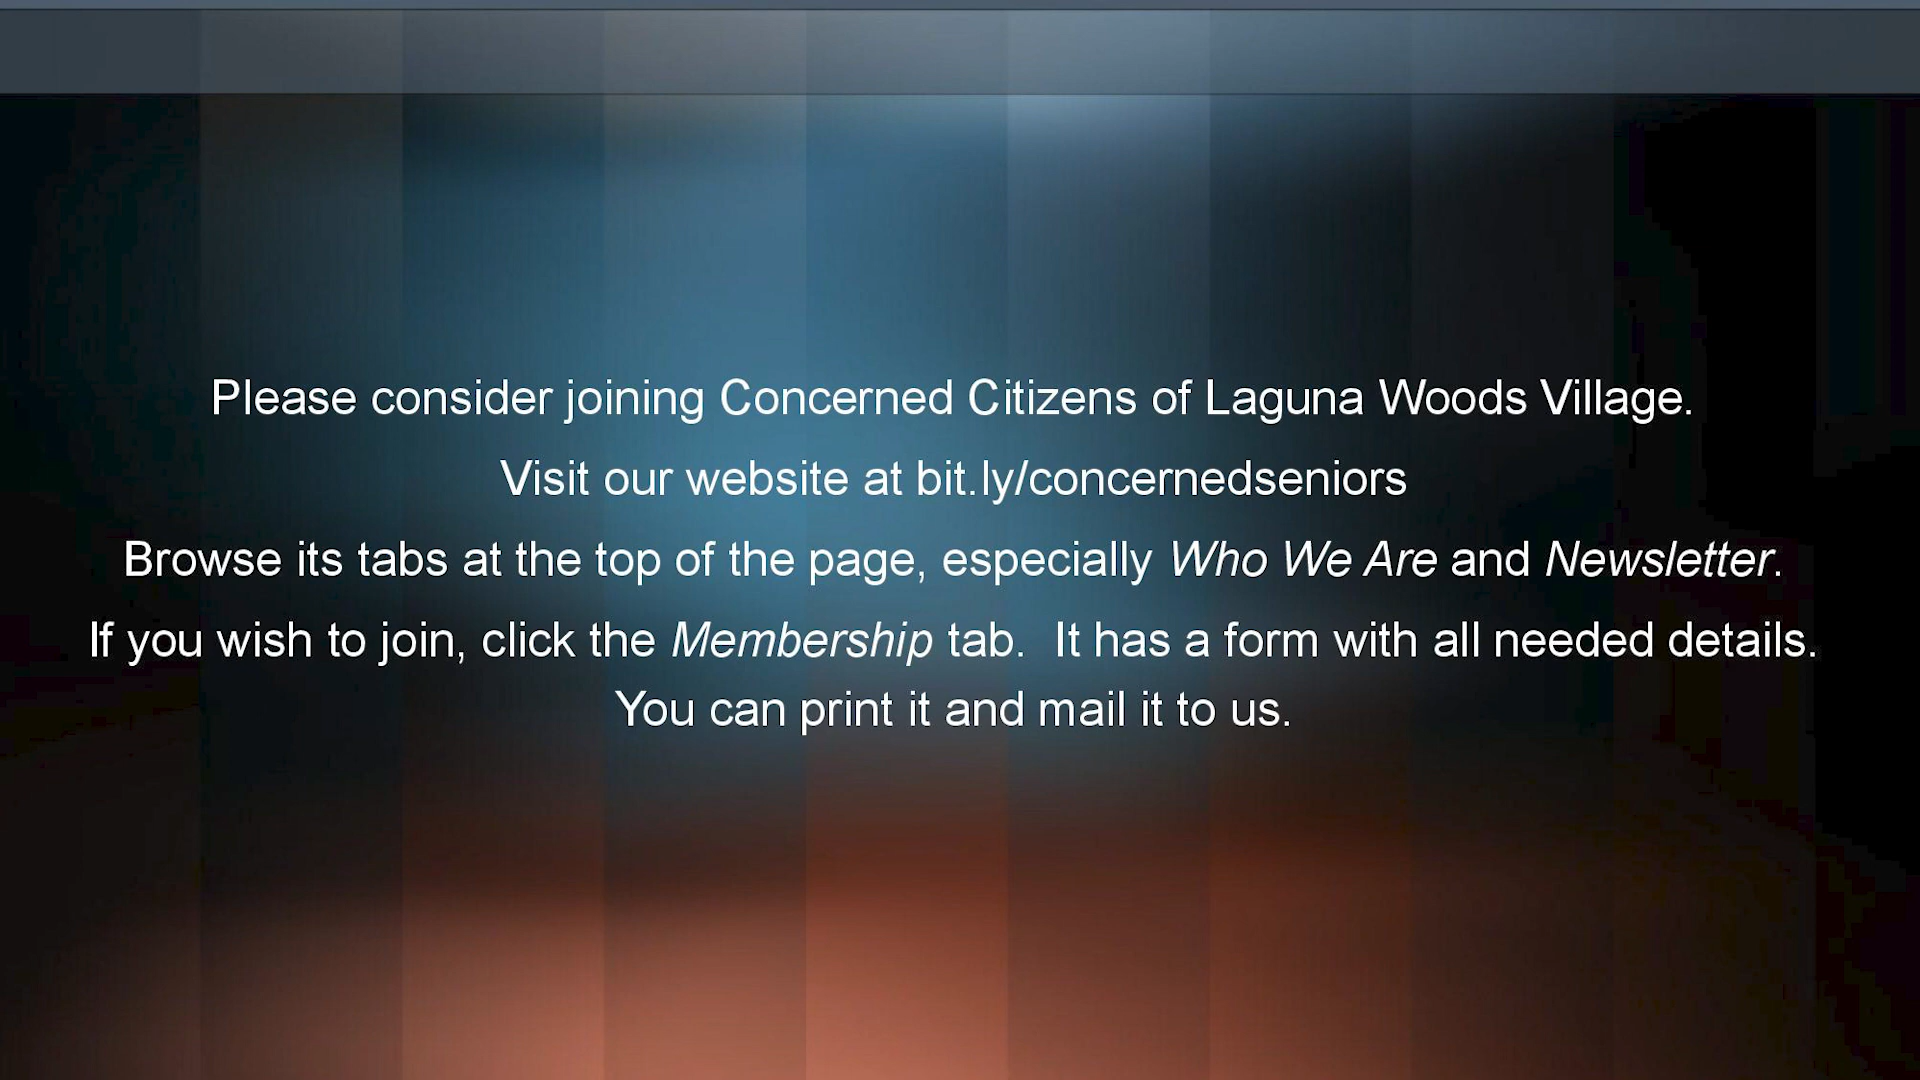 Please consider joining Concerned Citizens of Laguna Woods Village.
Visit our website at bit.ly/concernedseniors
Browse its tabs at the top of the page, especially Who We Are and Newsletter.
If you wish to join, click the Membership tab.  It has a form with all needed details.
You can print it and mail it to us.